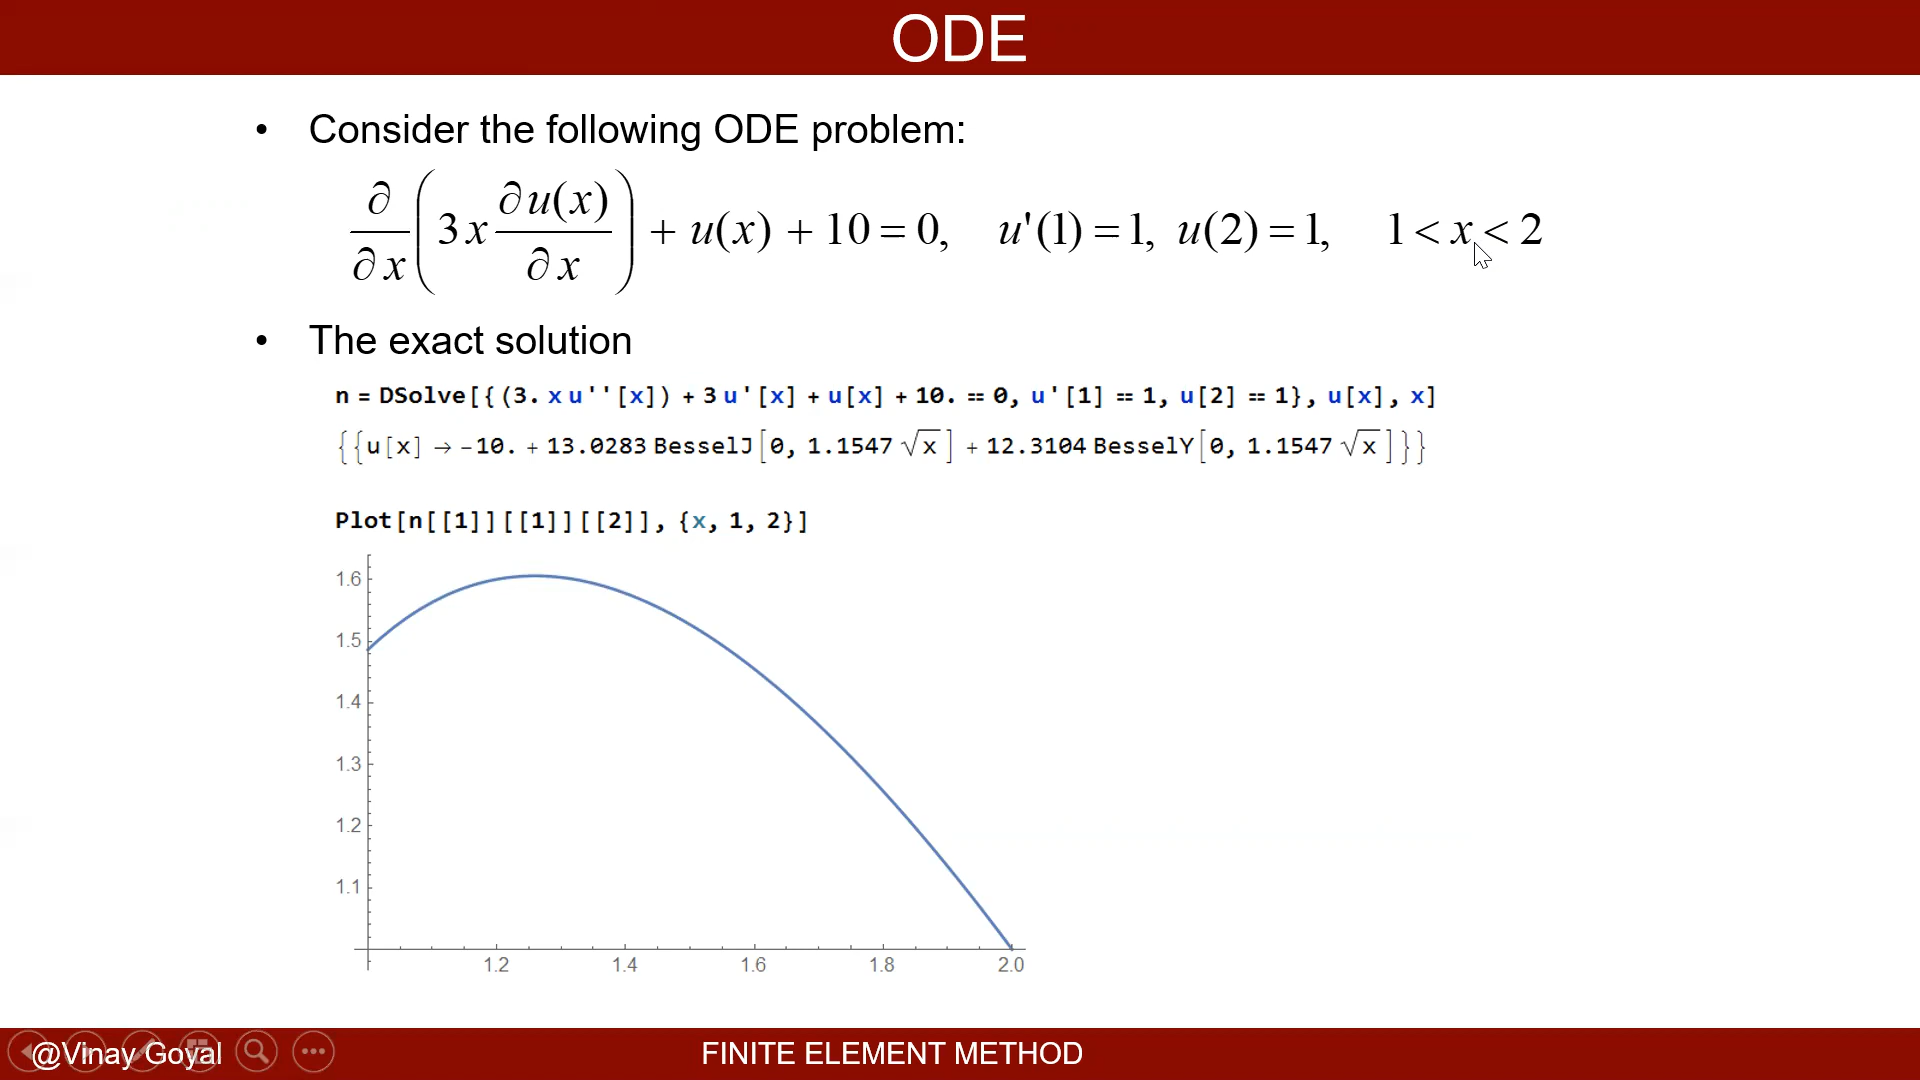 ODE
• Consider the following ODE problem:
∂/∂x (3x ∂u(x)/∂x) + u(x) + 10 = 0, u'(1) = 1, u(2) = 1, 1 < x < 2
• The exact solution
n = DSolve[{(3. x u''[x]) + 3 u'[x] + u[x] + 10. == 0, u'[1] == 1, u[2] == 1}, u[x], x]
{{u[x] → -10. + 13.0283 BesselJ[0, 1.1547 √x] + 12.3104 BesselY[0, 1.1547 √x]}}
Plot[n[[1]][[1]][[2]], {x, 1, 2}]
1.6
1.5
1.4
1.3
1.2
1.1
1.2 1.4 1.6 1.8 2.0
@Vinay Goyal FINITE ELEMENT METHOD